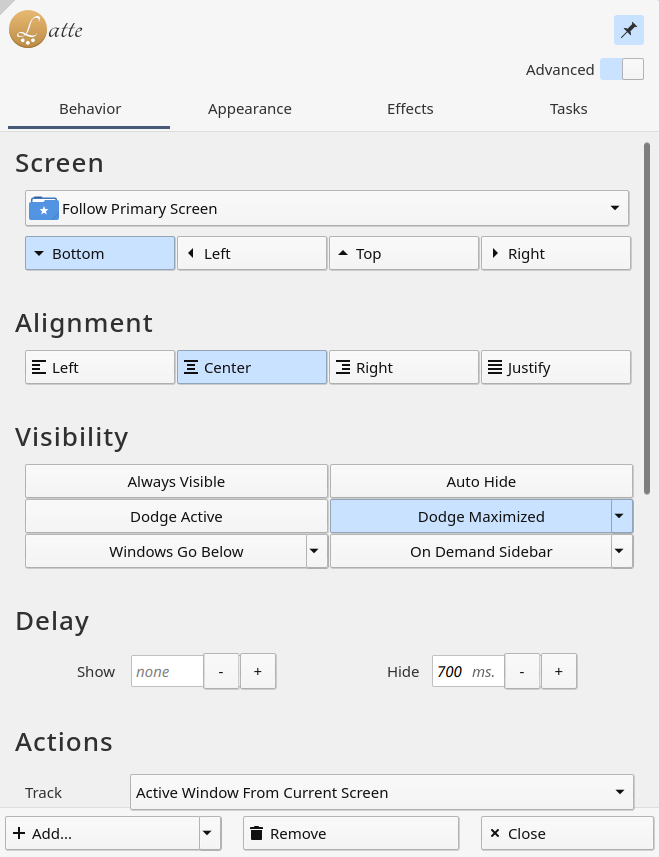 Latte
Advanced
Behavior Appearance Effects Tasks
Screen
Follow Primary Screen
Bottom Left Top Right
Alignment
Left Center Right Justify
Visibility
Always Visible Auto Hide
Dodge Active Dodge Maximized
Windows Go Below On Demand Sidebar
Delay
Show none - + Hide 700 ms. - +
Actions
Track Active Window From Current Screen
Add... Remove Close